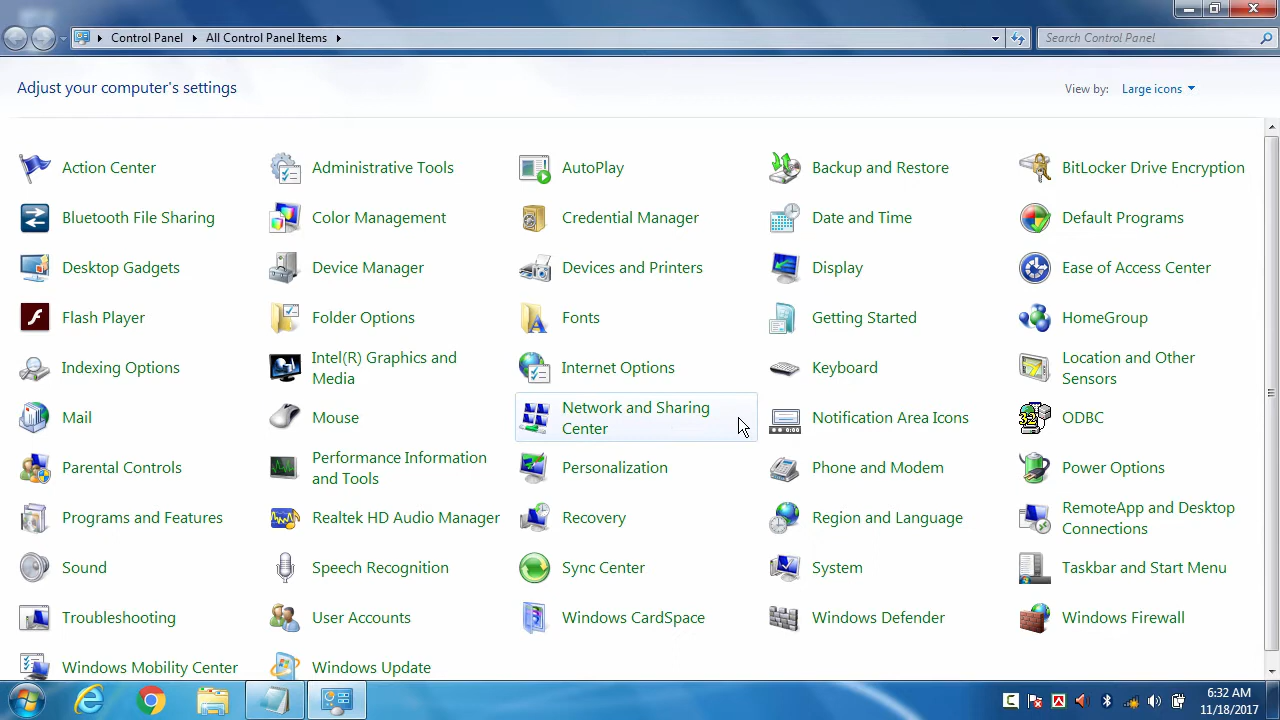 Control Panel All Control Panel Items
Search Control Panel
Adjust your computer's settings
View by: Large icons
Action Center
Administrative Tools
AutoPlay
Backup and Restore
BitLocker Drive Encryption
Bluetooth File Sharing
Color Management
Credential Manager
Date and Time
Default Programs
Desktop Gadgets
Device Manager
Devices and Printers
Display
Ease of Access Center
Flash Player
Folder Options
Fonts
Getting Started
HomeGroup
Indexing Options
Intel(R) Graphics and
Media
Internet Options
Keyboard
Location and Other
Sensors
Mail
Mouse
Network and Sharing
Center
Notification Area Icons
32
ODBC
Parental Controls
Performance Information
and Tools
Personalization
Phone and Modem
Power Options
Programs and Features
Realtek HD Audio Manager
Recovery
Region and Language
RemoteApp and Desktop
Connections
Sound
Speech Recognition
Sync Center
System
Taskbar and Start Menu
Troubleshooting
User Accounts
Windows CardSpace
Windows Defender
Windows Firewall
Windows Mobility Center
Windows Update
6:32 AM
11/18/2017